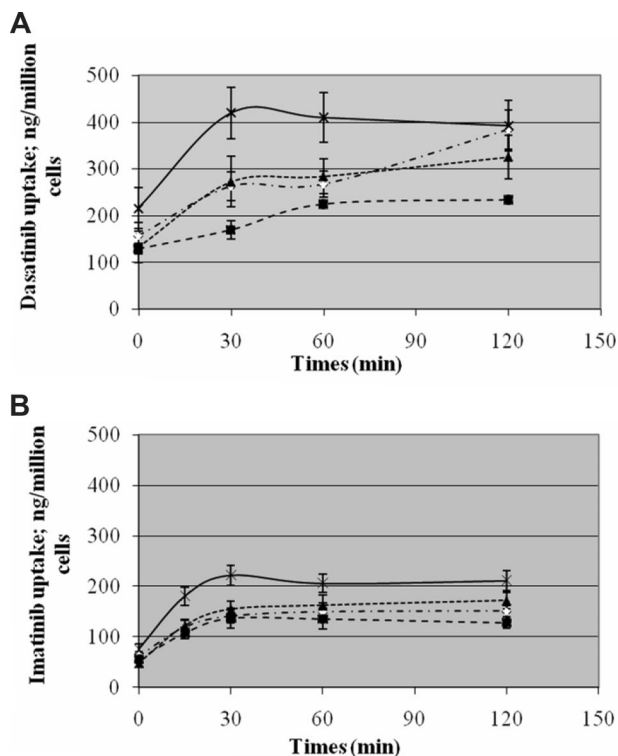 A
500
400
300
200
100
0
Dasatinib uptake; ng/million
cells
0 30 60 90 120 150
Times (min)
B
500
400
300
200
100
0
Imatinib uptake; ng/million
cells
0 30 60 90 120 150
Times (min)